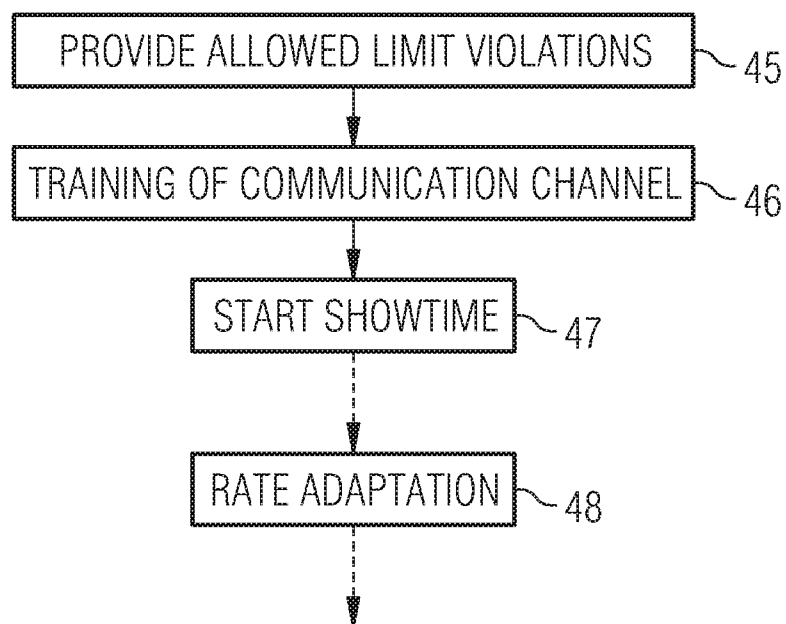 PROVIDE ALLOWED LIMIT VIOLATIONS 45
TRAINING OF COMMUNICATION CHANNEL 46
START SHOWTIME 47
RATE ADAPTATION 48